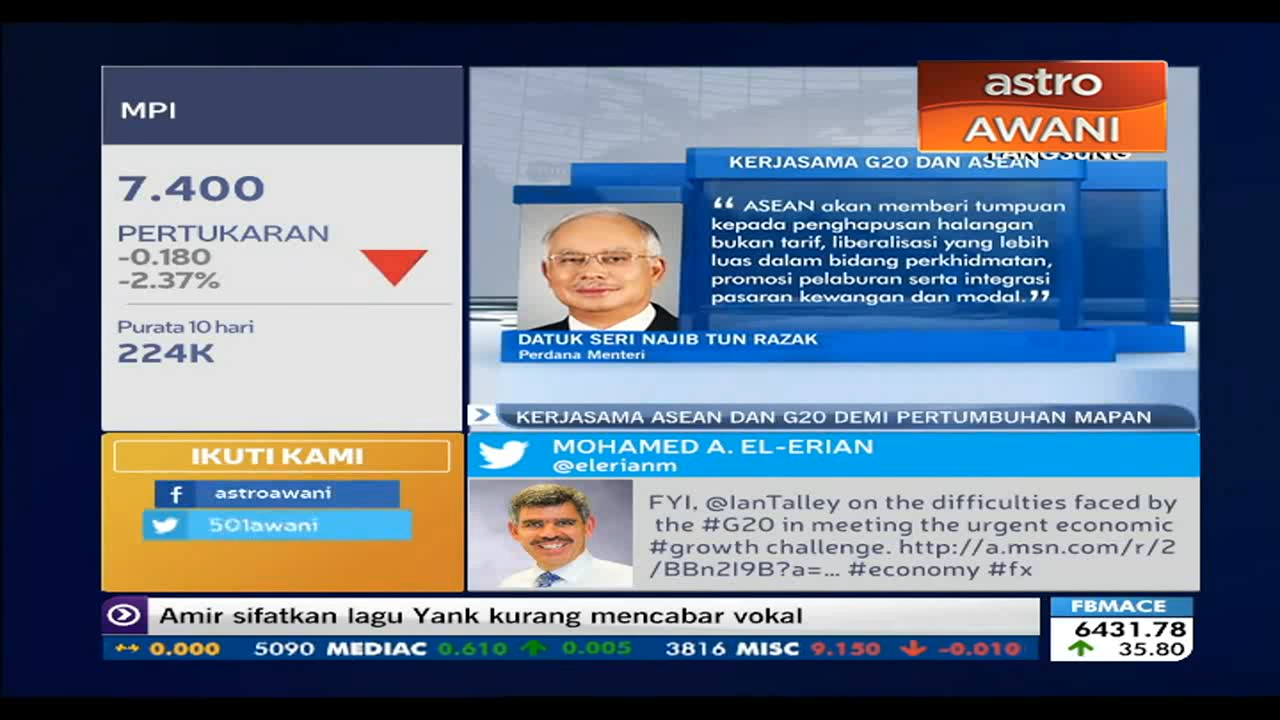 MPI
7.400
PERTUKARAN
-0.180
-2.37%
Purata 10 hari
224K
astro
AWANI
LANGSUNG
KERJASAMA G20 DAN ASEAN
“ ASEAN akan memberi tumpuan
kepada penghapusan halangan
bukan tarif, liberalisasi yang lebih
luas dalam bidang perkhidmatan,
promosi pelaburan serta integrasi
pasaran kewangan dan modal.”
DATUK SERI NAJIB TUN RAZAK
Perdana Menteri
KERJASAMA ASEAN DAN G20 DEMI PERTUMBUHAN MAPAN
IKUTI KAMI
f astroawani
501awani
MOHAMED A. EL-ERIAN
@elerianm
FYI, @IanTalley on the difficulties faced by
the #G20 in meeting the urgent economic
#growth challenge. http://a.msn.com/r/2
/BBn2I9B?a=... #economy #fx
Amir sifatkan lagu Yank kurang mencabar vokal
0.000 5090 MEDIAC 0.610 0.005 3816 MISC 9.150 -0.010
FBMACE
6431.78
35.80